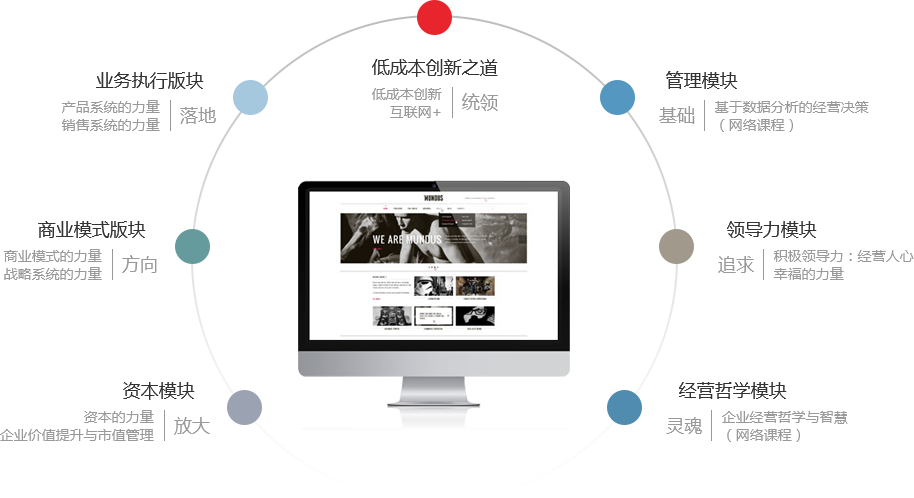 低成本创新之道
低成本创新
互联网+
统领
业务执行版块
产品系统的力量
销售系统的力量
落地
管理模块
基础
基于数据分析的经营决策
（网络课程）
商业模式版块
商业模式的力量
战略系统的力量
方向
领导力模块
追求
积极领导力：经营人心
幸福的力量
资本模块
资本的力量
企业价值提升与市值管理
放大
经营哲学模块
灵魂
企业经营哲学与智慧
（网络课程）
MUNDUS
WE ARE MUNDUS